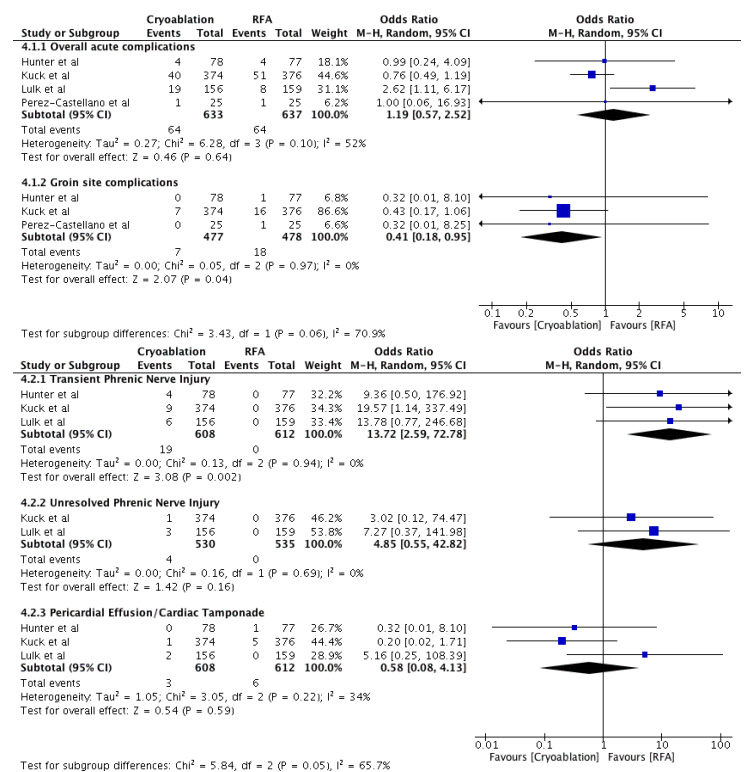 Cryoablation RFA Odds Ratio Odds Ratio
Study or Subgroup Events Total Events Total Weight M-H, Random, 95% CI M-H, Random, 95% CI
4.1.1 Overall acute complications
Hunter et al 4 78 4 77 18.1% 0.99 [0.24, 4.09]
Kuck et al 40 374 51 376 44.6% 0.76 [0.49, 1.19]
Lulk et al 19 156 8 159 31.1% 2.62 [1.11, 6.17]
Perez-Castellano et al 1 25 1 25 6.2% 1.00 [0.06, 16.93]
Subtotal (95% CI) 633 637 100.0% 1.19 [0.57, 2.52]
Total events 64 64
Heterogeneity: Tau² = 0.27; Chi² = 6.28, df = 3 (P = 0.10); I² = 52%
Test for overall effect: Z = 0.46 (P = 0.64)
4.1.2 Groin site complications
Hunter et al 0 78 1 77 6.8% 0.32 [0.01, 8.10]
Kuck et al 7 374 16 376 86.6% 0.43 [0.17, 1.06]
Perez-Castellano et al 0 25 1 25 6.6% 0.32 [0.01, 8.25]
Subtotal (95% CI) 477 478 100.0% 0.41 [0.18, 0.95]
Total events 7 18
Heterogeneity: Tau² = 0.00; Chi² = 0.05, df = 2 (P = 0.97); I² = 0%
Test for overall effect: Z = 2.07 (P = 0.04)
0.1 0.2 0.5 1 2 5 10
Favours [Cryoablation] Favours [RFA]
Test for subgroup differences: Chi² = 3.43, df = 1 (P = 0.06), I² = 70.9%
Cryoablation RFA Odds Ratio Odds Ratio
Study or Subgroup Events Total Events Total Weight M-H, Random, 95% CI M-H, Random, 95% CI
4.2.1 Transient Phrenic Nerve Injury
Hunter et al 4 78 0 77 32.2% 9.36 [0.50, 176.92]
Kuck et al 9 374 0 376 34.3% 19.57 [1.14, 337.49]
Lulk et al 6 156 0 159 33.4% 13.78 [0.77, 246.68]
Subtotal (95% CI) 608 612 100.0% 13.72 [2.59, 72.78]
Total events 19 0
Heterogeneity: Tau² = 0.00; Chi² = 0.13, df = 2 (P = 0.94); I² = 0%
Test for overall effect: Z = 3.08 (P = 0.002)
4.2.2 Unresolved Phrenic Nerve Injury
Kuck et al 1 374 0 376 46.2% 3.02 [0.12, 74.47]
Lulk et al 3 156 0 159 53.8% 7.27 [0.37, 141.98]
Subtotal (95% CI) 530 535 100.0% 4.85 [0.55, 42.82]
Total events 4 0
Heterogeneity: Tau² = 0.00; Chi² = 0.16, df = 1 (P = 0.69); I² = 0%
Test for overall effect: Z = 1.42 (P = 0.16)
4.2.3 Pericardial Effusion/Cardiac Tamponade
Hunter et al 0 78 1 77 26.7% 0.32 [0.01, 8.10]
Kuck et al 1 374 5 376 44.4% 0.20 [0.02, 1.71]
Lulk et al 2 156 0 159 28.9% 5.16 [0.25, 108.39]
Subtotal (95% CI) 608 612 100.0% 0.58 [0.08, 4.13]
Total events 3 6
Heterogeneity: Tau² = 1.05; Chi² = 3.05, df = 2 (P = 0.22); I² = 34%
Test for overall effect: Z = 0.54 (P = 0.59)
0.01 0.1 1 10 100
Favours [Cryoablation] Favours [RFA]
Test for subgroup differences: Chi² = 5.84, df = 2 (P = 0.05), I² = 65.7%